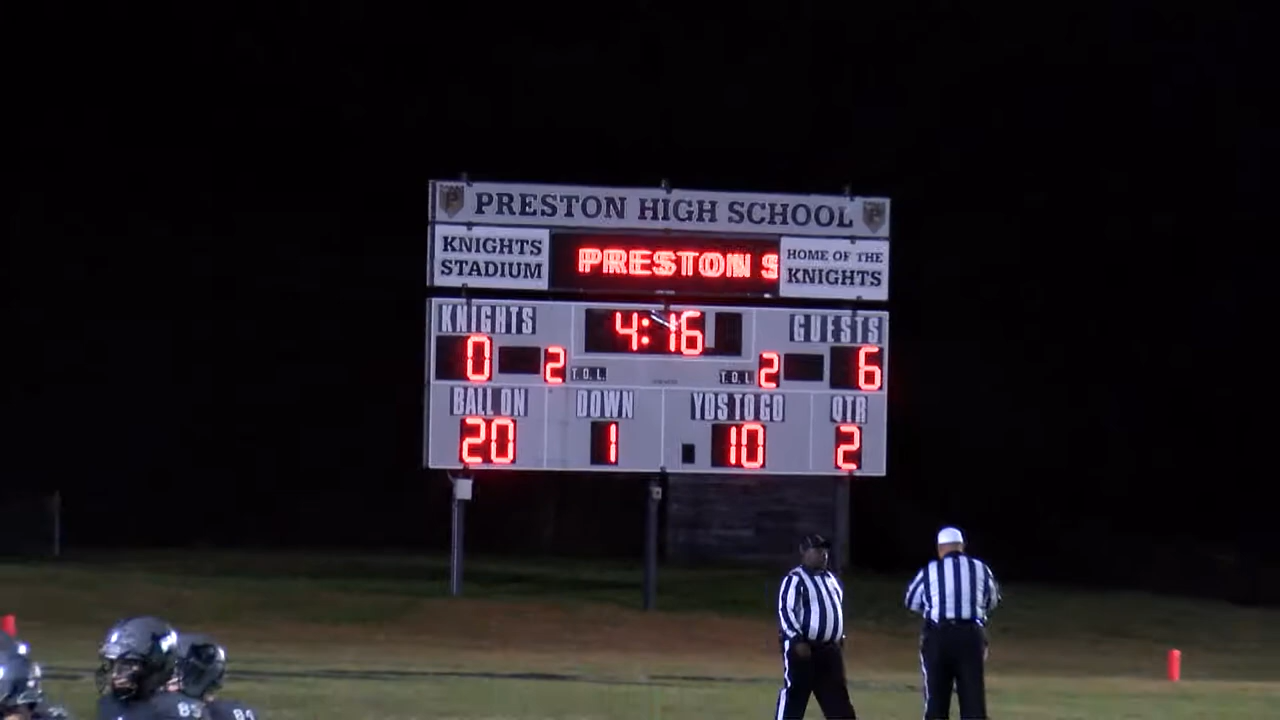 P PRESTON HIGH SCHOOL P
KNIGHTS
STADIUM
PRESTON S
HOME OF THE
KNIGHTS
KNIGHTS
4:16
GUESTS
0 2 T.O.L. T.O.L. 2 6
BALL ON DOWN YDS TO GO QTR
20 1 10 2